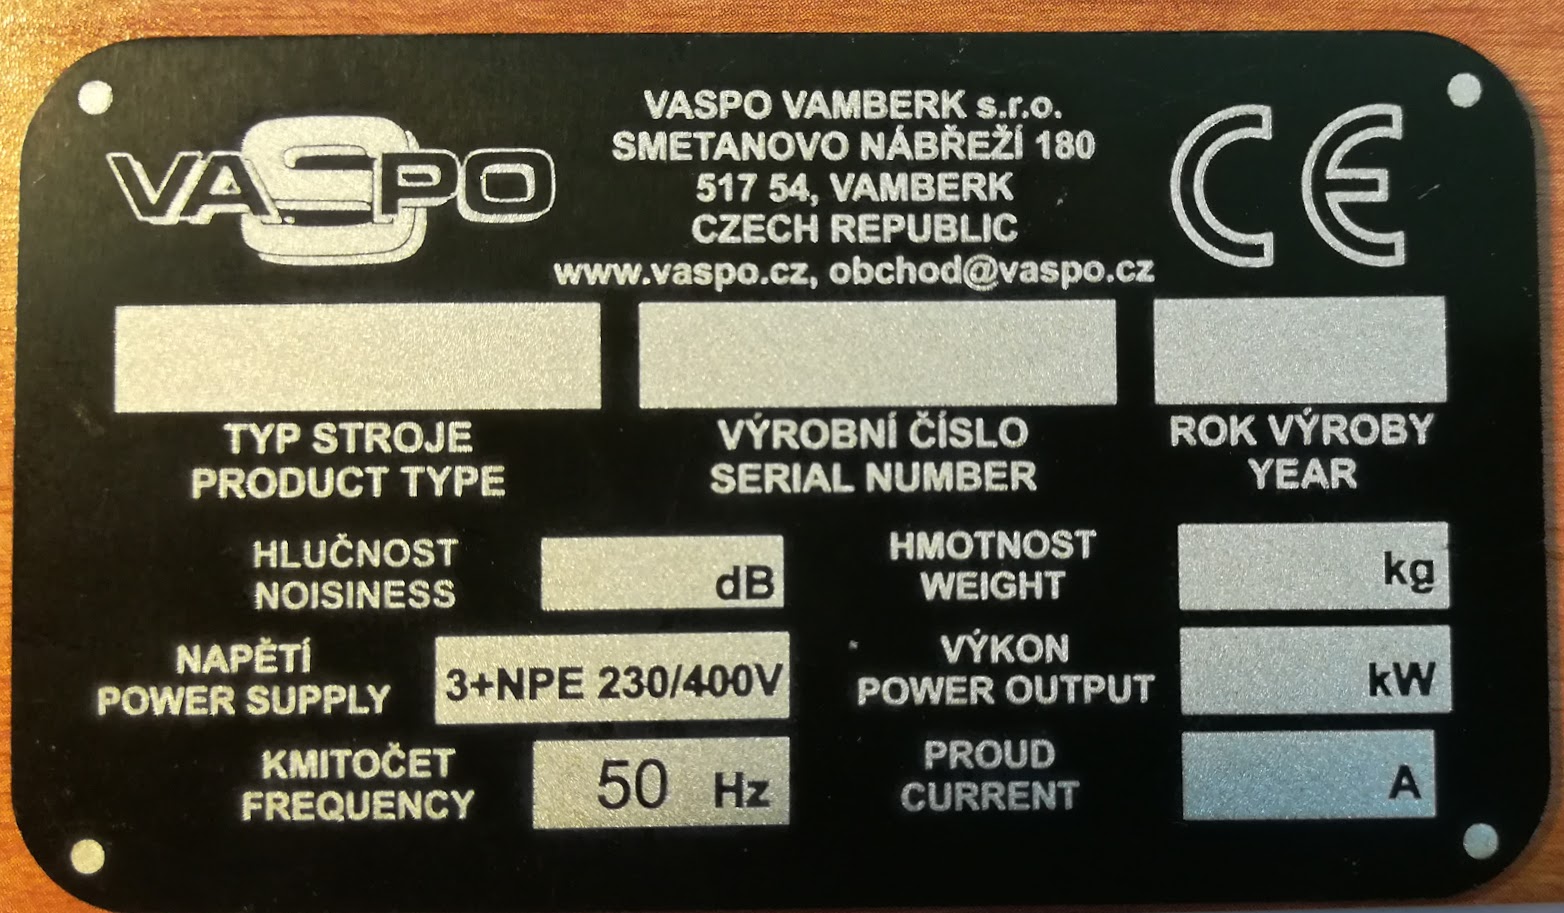 VASPO
VASPO VAMBERK s.r.o.
SMETANOVO NÁBŘEŽÍ 180
517 54, VAMBERK
CZECH REPUBLIC
www.vaspo.cz, obchod@vaspo.cz
CE
TYP STROJE
PRODUCT TYPE
VÝROBNÍ ČÍSLO
SERIAL NUMBER
ROK VÝROBY
YEAR
HLUČNOST
NOISINESS
dB
HMOTNOST
WEIGHT
kg
NAPĚTÍ
POWER SUPPLY
3+NPE 230/400V
VÝKON
POWER OUTPUT
kW
KMITOČET
FREQUENCY
50 Hz
PROUD
CURRENT
A